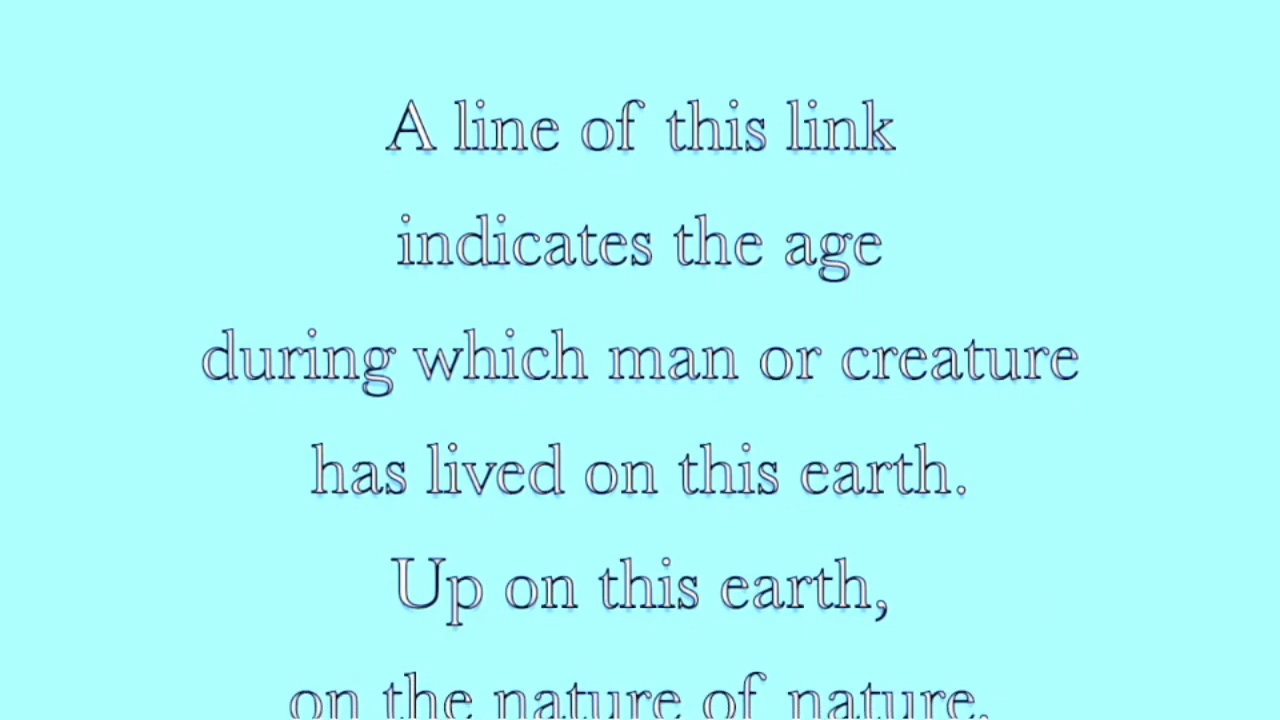 A line of this link
indicates the age
during which man or creature
has lived on this earth.
Up on this earth,
on the nature of nature.